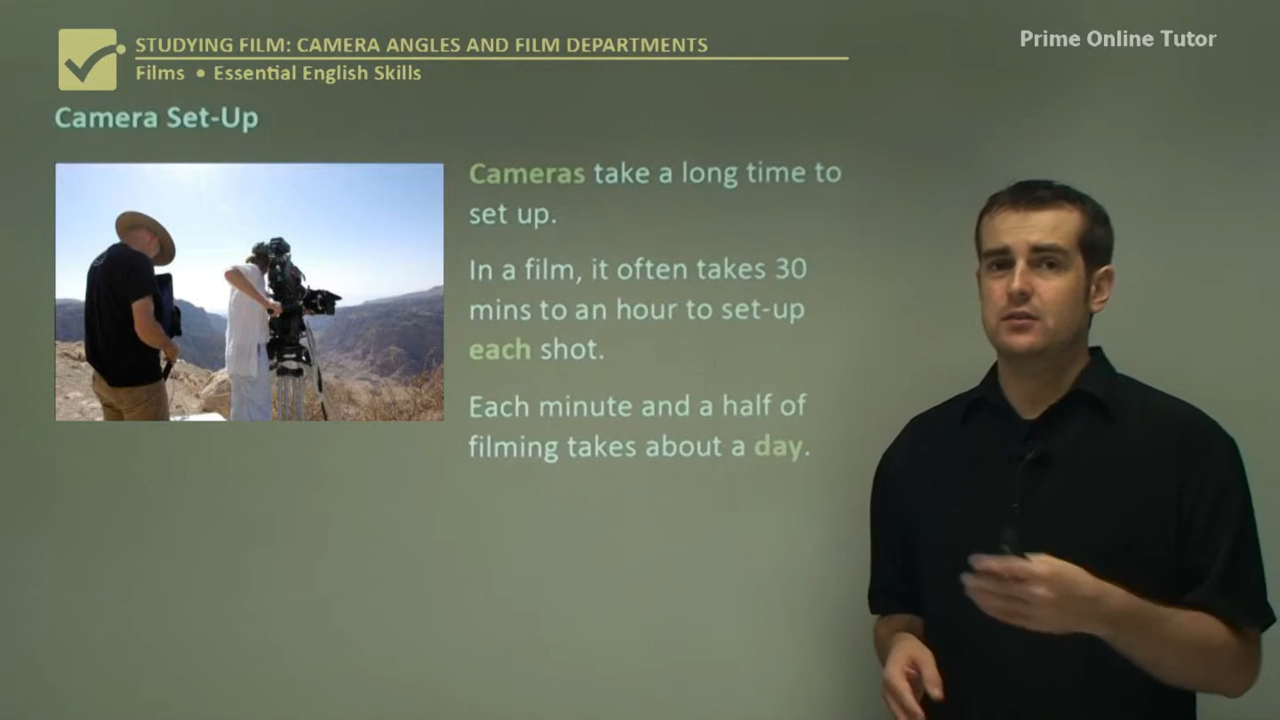 STUDYING FILM: CAMERA ANGLES AND FILM DEPARTMENTS
Prime Online Tutor
Films • Essential English Skills
Camera Set-Up
Cameras take a long time to
set up.
In a film, it often takes 30
mins to an hour to set-up
each shot.
Each minute and a half of
filming takes about a day.